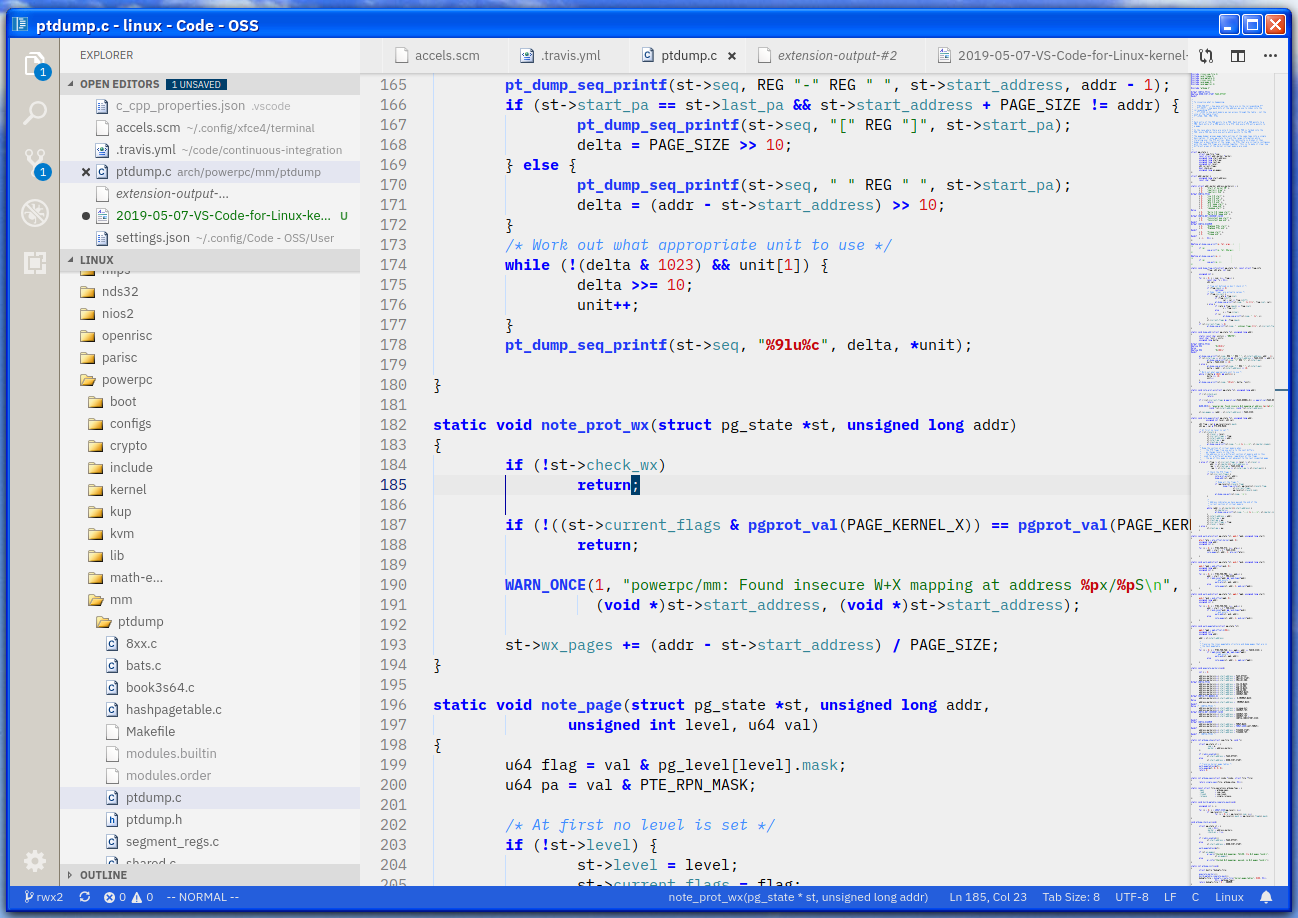 ptdump.c - linux - Code - OSS
EXPLORER
OPEN EDITORS 1 UNSAVED
c_cpp_properties.json .vscode
accels.scm ~/.config/xfce4/terminal
.travis.yml ~/code/continuous-integration
ptdump.c arch/powerpc/mm/ptdump
extension-output-...
2019-05-07-VS-Code-for-Linux-ke... U
settings.json ~/.config/Code - OSS/User
LINUX
mips
nds32
nios2
openrisc
parisc
powerpc
boot
configs
crypto
include
kernel
kup
kvm
lib
math-e...
mm
ptdump
8xx.c
bats.c
book3s64.c
hashpagetable.c
Makefile
modules.builtin
modules.order
ptdump.c
ptdump.h
segment_regs.c
shared.c
OUTLINE
1
1
accels.scm .travis.yml ptdump.c extension-output-#2 2019-05-07-VS-Code-for-Linux-kernel-
165 pt_dump_seq_printf(st->seq, REG "-" REG " ", st->start_address, addr - 1);
166 if (st->start_pa == st->last_pa && st->start_address + PAGE_SIZE != addr) {
167 pt_dump_seq_printf(st->seq, "[" REG "]", st->start_pa);
168 delta = PAGE_SIZE >> 10;
169 } else {
170 pt_dump_seq_printf(st->seq, " " REG " ", st->start_pa);
171 delta = (addr - st->start_address) >> 10;
172 }
173 /* Work out what appropriate unit to use */
174 while (!(delta & 1023) && unit[1]) {
175 delta >>= 10;
176 unit++;
177 }
178 pt_dump_seq_printf(st->seq, "%9lu%c", delta, *unit);
179
180 }
181
182 static void note_prot_wx(struct pg_state *st, unsigned long addr)
183 {
184 if (!st->check_wx)
185 return;
186
187 if (!((st->current_flags & pgprot_val(PAGE_KERNEL_X)) == pgprot_val(PAGE_KER
188 return;
189
190 WARN_ONCE(1, "powerpc/mm: Found insecure W+X mapping at address %px/%pS\n",
191 (void *)st->start_address, (void *)st->start_address);
192
193 st->wx_pages += (addr - st->start_address) / PAGE_SIZE;
194 }
195
196 static void note_page(struct pg_state *st, unsigned long addr,
197 unsigned int level, u64 val)
198 {
199 u64 flag = val & pg_level[level].mask;
200 u64 pa = val & PTE_RPN_MASK;
201
202 /* At first no level is set */
203 if (!st->level) {
204 st->level = level;
205 st->current_flags = flag;
rwx2 0 0 -- NORMAL -- note_prot_wx(pg_state * st, unsigned long addr) Ln 185, Col 23 Tab Size: 8 UTF-8 LF C Linux